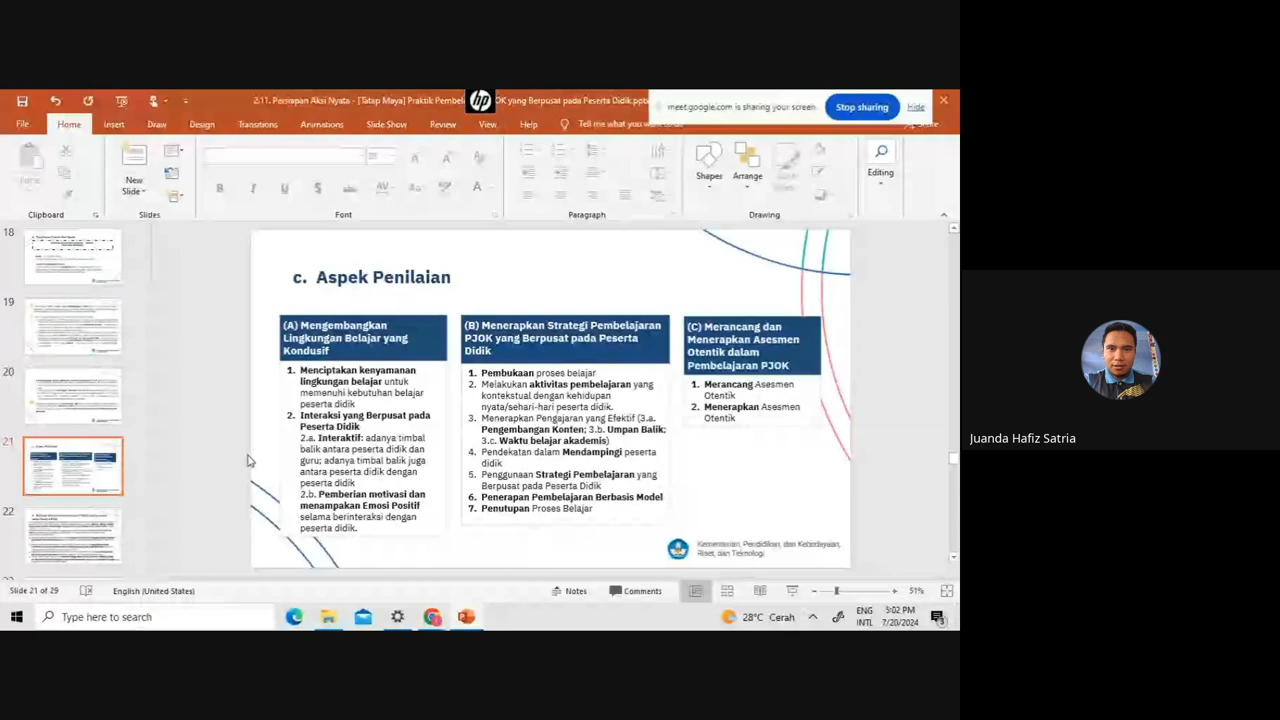 2.11. Persiapan Aksi Nyata - [Tatap Maya] Praktik Pembel
OK yang Berpusat pada Peserta Didik.pptx
meet.google.com is sharing your screen.
Stop sharing
Hide
File
Home
Insert
Draw
Design
Transitions
Animations
Slide Show
Review
View
Help
Tell me what you
New
Slide
Shapes
Arrange
Editing
Clipboard
Slides
Font
Paragraph
Drawing
18
19
20
21
22
c. Aspek Penilaian
(A) Mengembangkan
Lingkungan Belajar yang
Kondusif
1. Menciptakan kenyamanan
lingkungan belajar untuk
memenuhi kebutuhan belajar
peserta didik
2. Interaksi yang Berpusat pada
Peserta Didik
2.a. Interaktif: adanya timbal
balik antara peserta didik dan
guru; adanya timbal balik juga
antara peserta didik dengan
peserta didik
2.b. Pemberian motivasi dan
menampakan Emosi Positif
selama berinteraksi dengan
peserta didik.
(B) Menerapkan Strategi Pembelajaran
PJOK yang Berpusat pada Peserta
Didik
1. Pembukaan proses belajar
2. Melakukan aktivitas pembelajaran yang
kontekstual dengan kehidupan
nyata/sehari-hari peserta didik.
3. Menerapkan Pengajaran yang Efektif (3.a.
Pengembangan Konten; 3.b. Umpan Balik;
3.c. Waktu belajar akademis)
4. Pendekatan dalam Mendampingi peserta
didik
5. Penggunaan Strategi Pembelajaran yang
Berpusat pada Peserta Didik
6. Penerapan Pembelajaran Berbasis Model
7. Penutupan Proses Belajar
(C) Merancang dan
Menerapkan Asesmen
Otentik dalam
Pembelajaran PJOK
1. Merancang Asesmen
Otentik
2. Menerapkan Asesmen
Otentik
Kementerian, Pendidikan, dan Kebudayaan,
Riset, dan Teknologi
Juanda Hafiz Satria
Slide 21 of 29
English (United States)
Notes
Comments
51%
Type here to search
28°C Cerah
ENG
INTL
5:02 PM
7/20/2024